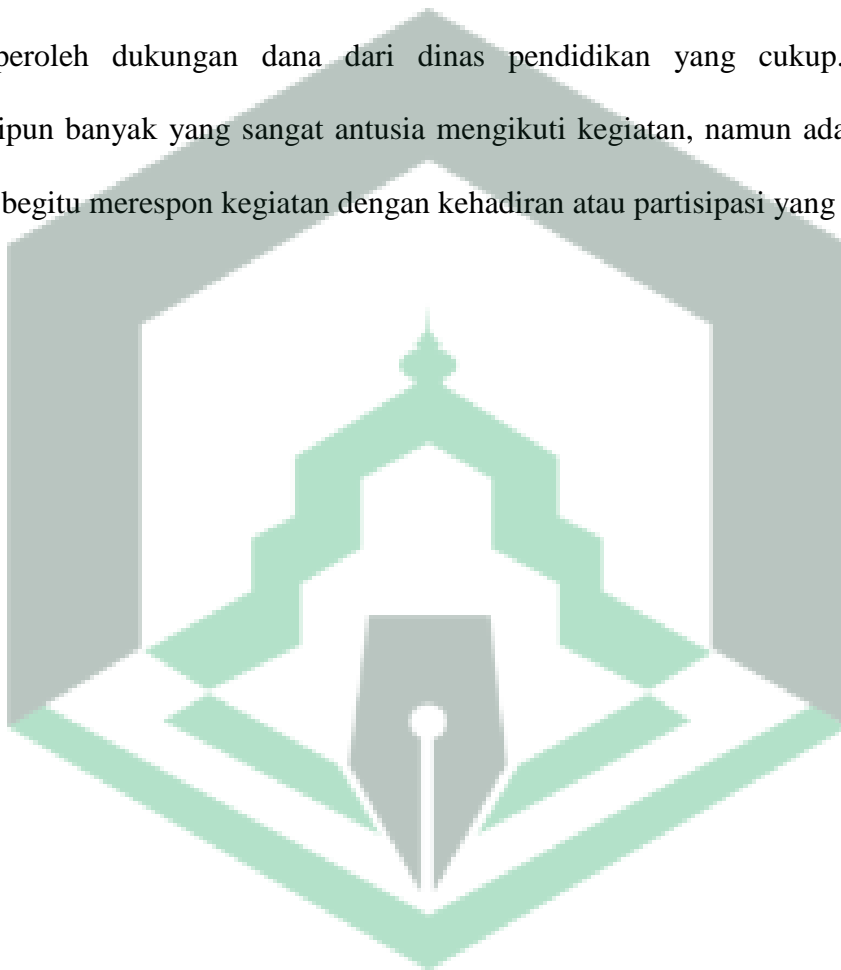 peroleh dukungan dana dari dinas pendidikan yang cukup.
ipun banyak yang sangat antusia mengikuti kegiatan, namun ada
begitu merespon kegiatan dengan kehadiran atau partisipasi yang